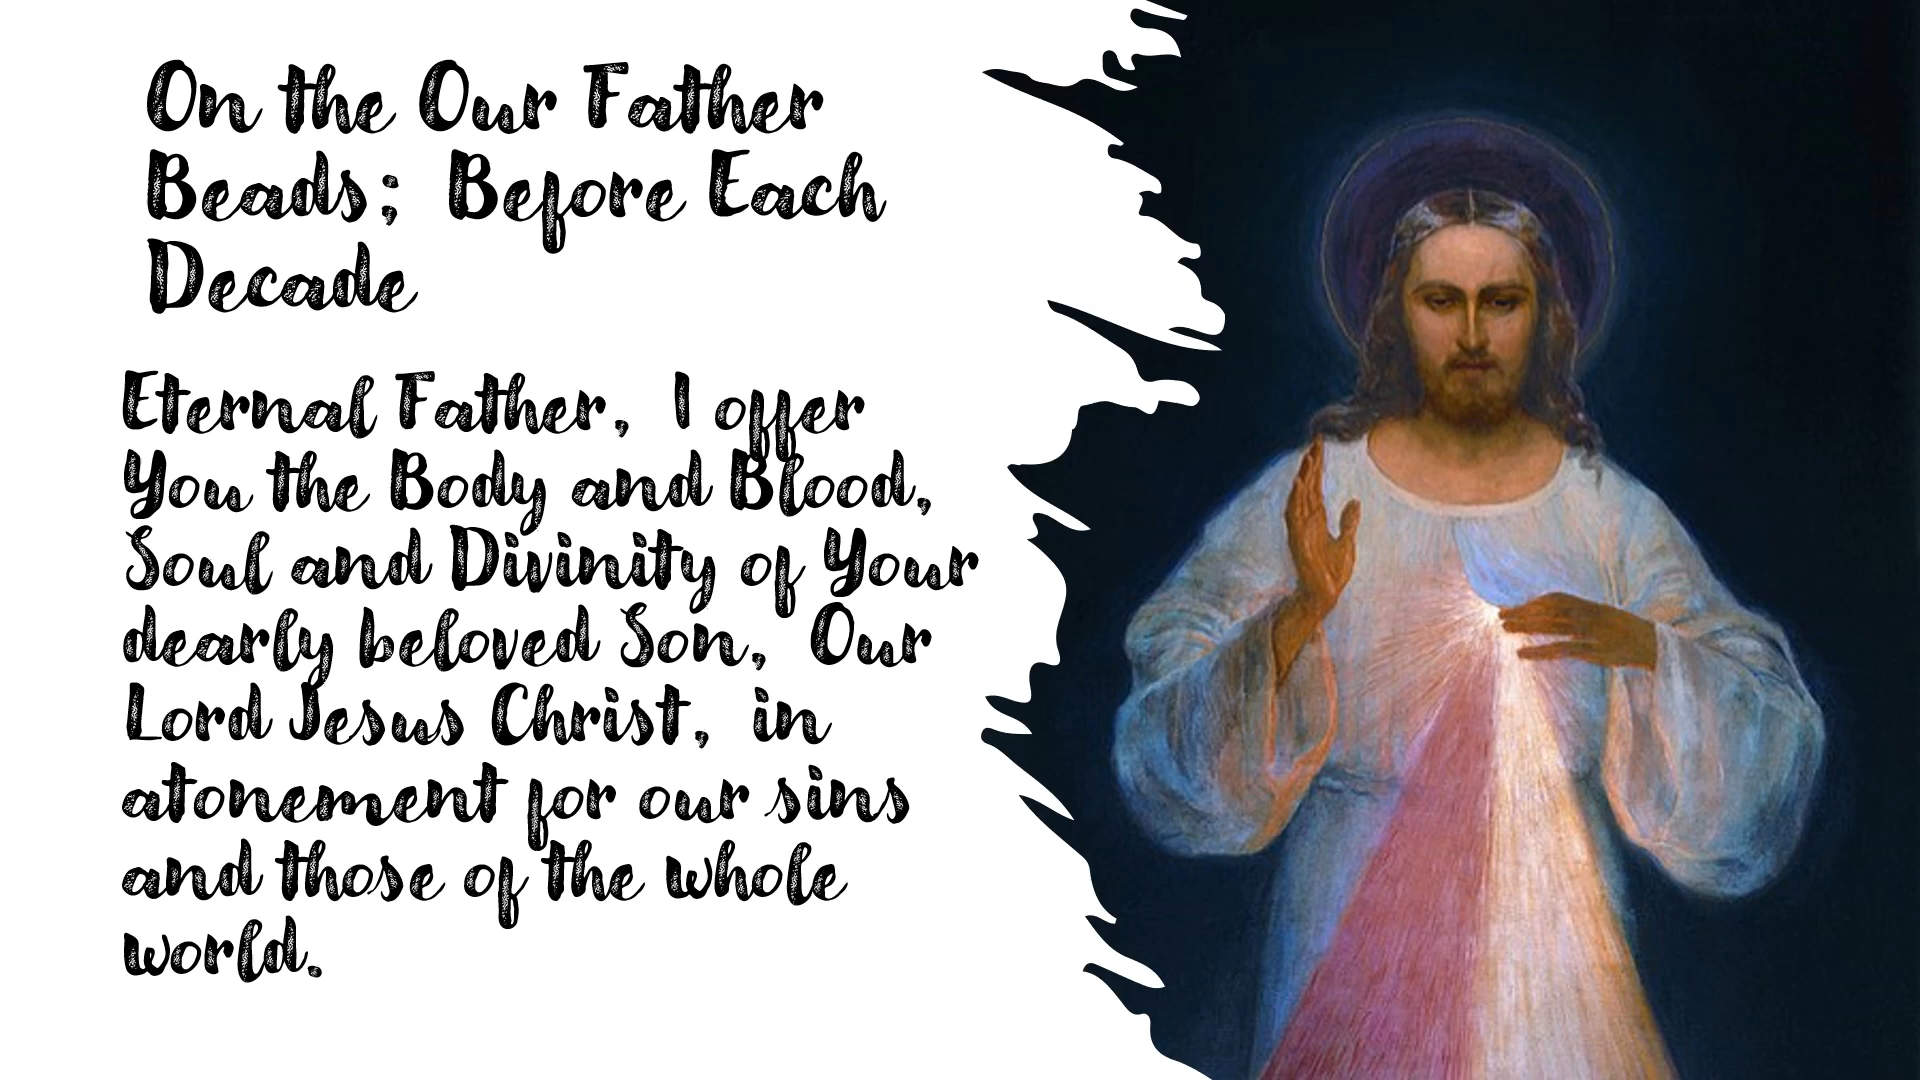 On the Our Father
Beads; Before Each
Decade
Eternal Father, I offer
You the Body and Blood,
Soul and Divinity of Your
dearly beloved Son, Our
Lord Jesus Christ, in
atonement for our sins
and those of the whole
world.